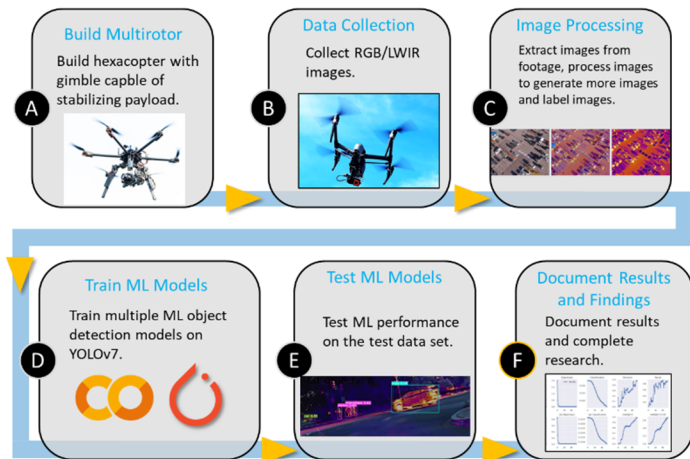 Build Multirotor
Build hexacopter with
gimble capable of
stabilizing payload.
A
Data Collection
Collect RGB/LWIR
images.
B
Image Processing
Extract images from
footage, process images
to generate more images
and label images.
C
Train ML Models
Train multiple ML object
detection models on
YOLOv7.
D
Test ML Models
Test ML performance
on the test data set.
E
Document Results
and Findings
Document results
and complete
research.
F